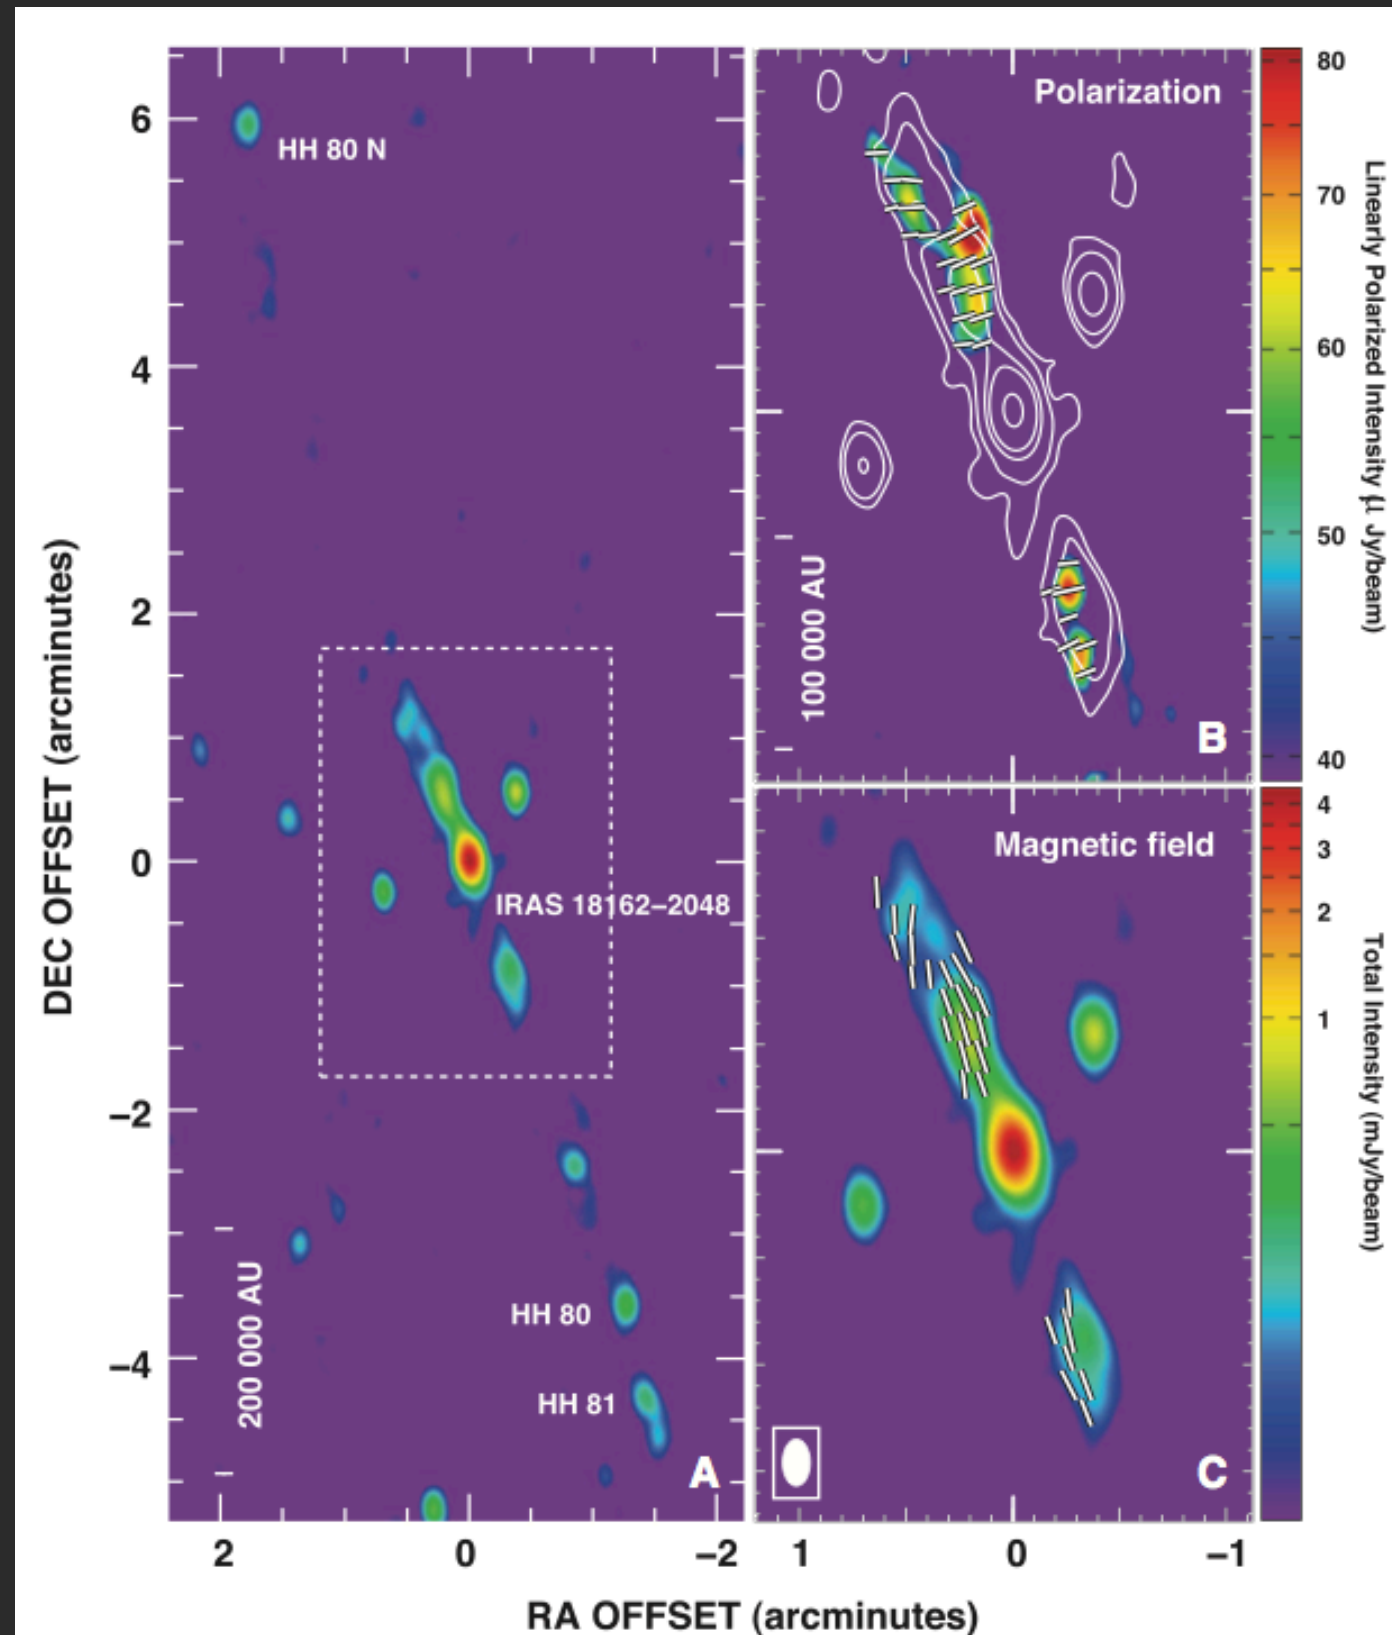 6
4
2
0
−2
−4
DEC OFFSET (arcminutes)
HH 80 N
IRAS 18162–2048
HH 80
HH 81
200 000 AU
A
2
0
−2
Polarization
100 000 AU
B
Magnetic field
C
1
0
−1
RA OFFSET (arcminutes)
80
70
60
50
40
Linearly Polarized Intensity (μ Jy/beam)
4
3
2
1
Total Intensity (mJy/beam)